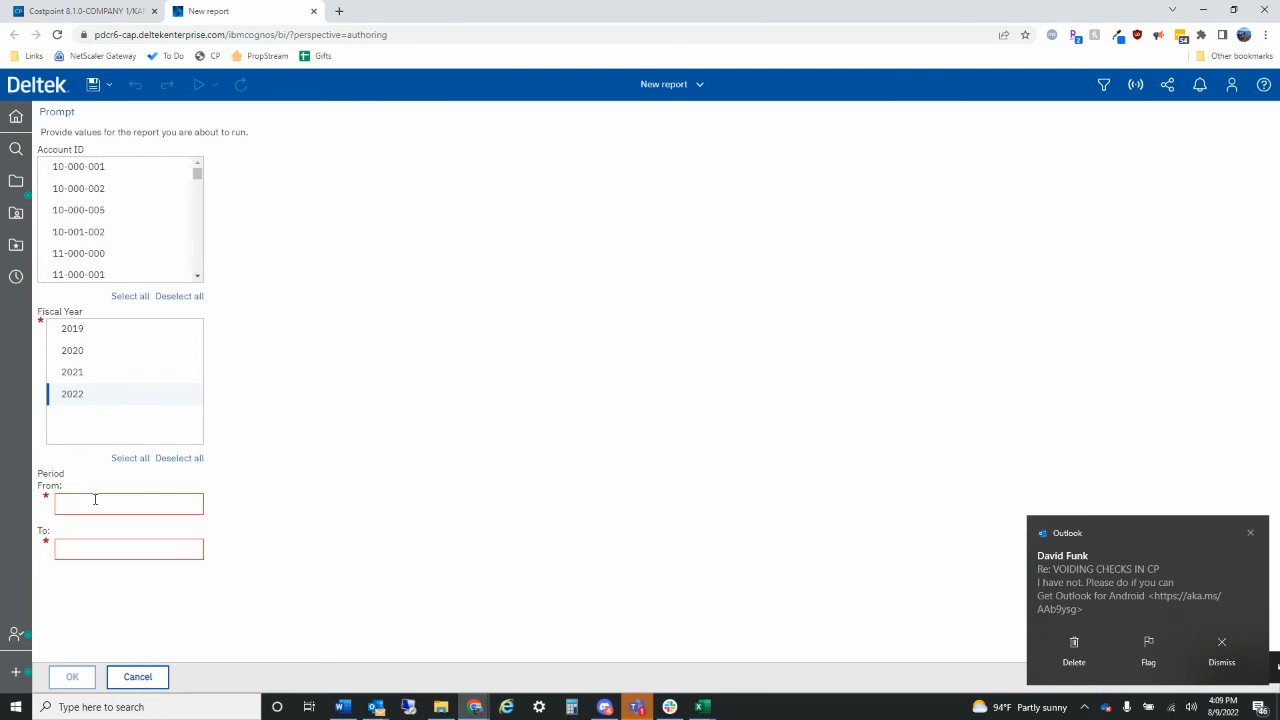 CP Costpoint 8.1.0-COMPANY 1/KAF
New report
pdcr6-cap.deltekenterprise.com/ibmcognos/bi/?perspective=authoring
Links
NetScaler Gateway
To Do
CP
PropStream
Gifts
Other bookmarks
Deltek
New report
Prompt
Provide values for the report you are about to run.
Account ID
10-000-001
10-000-002
10-000-005
10-001-002
11-000-000
11-000-001
Select all Deselect all
Fiscal Year
*
2019
2020
2021
2022
Select all Deselect all
Period
From:
*
To:
*
OK
Cancel
Outlook
David Funk
Re: VOIDING CHECKS IN CP
I have not. Please do if you can
Get Outlook for Android <https://aka.ms/
AAb9ysg>
Delete
Flag
Dismiss
Type here to search
94°F Partly sunny
4:09 PM
8/9/2022
46